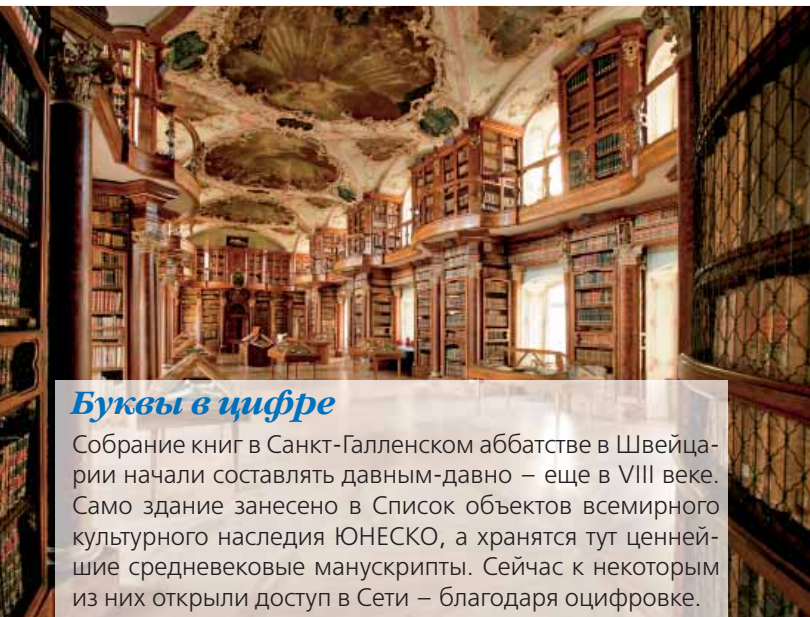 Буквы в цифре
Собрание книг в Санкт-Галленском аббатстве в Швейца-
рии начали составлять давным-давно – еще в VIII веке.
Само здание занесено в Список объектов всемирного
культурного наследия ЮНЕСКО, а хранятся тут ценней-
шие средневековые манускрипты. Сейчас к некоторым
из них открыли доступ в Сети – благодаря оцифровке.